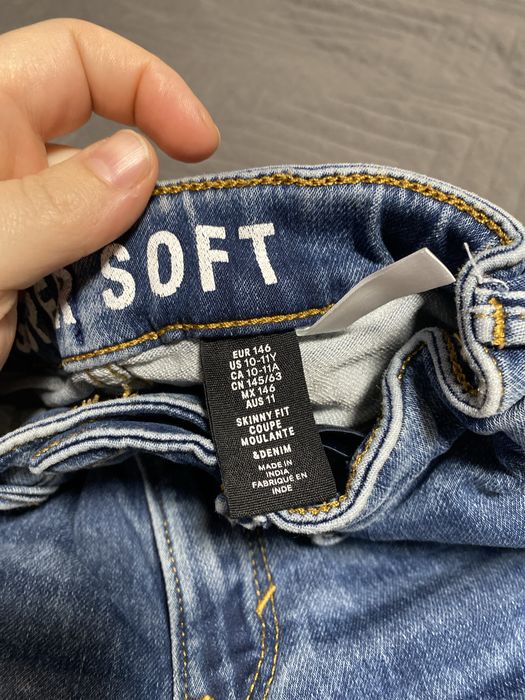 SOFT
EUR 146
US 10-11Y
CA 10-11A
CN 145/63
MX 146
AUS 11
SKINNY FIT
COUPE
MOULANTE
&DENIM
MADE IN
INDIA
FABRIQUE EN
INDE